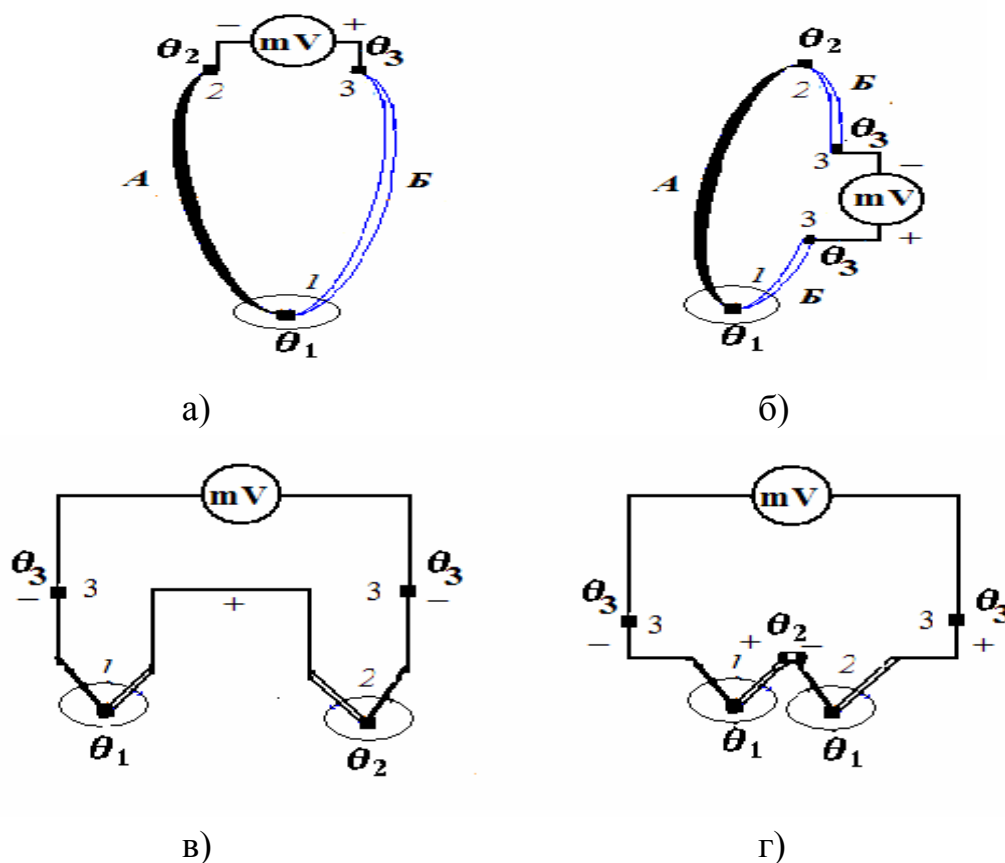 − mV +
θ2 θ3
2 3
А Б
1
θ1
а)
θ2
2 Б
θ3
3
−
А mV
3 +
θ3
1 Б
θ1
б)
mV
θ3 3 3 θ3
− + −
1 2
θ1 θ2
в)
mV
θ3 3 3 θ3
− + θ2 − +
1 2
θ1 θ1
г)